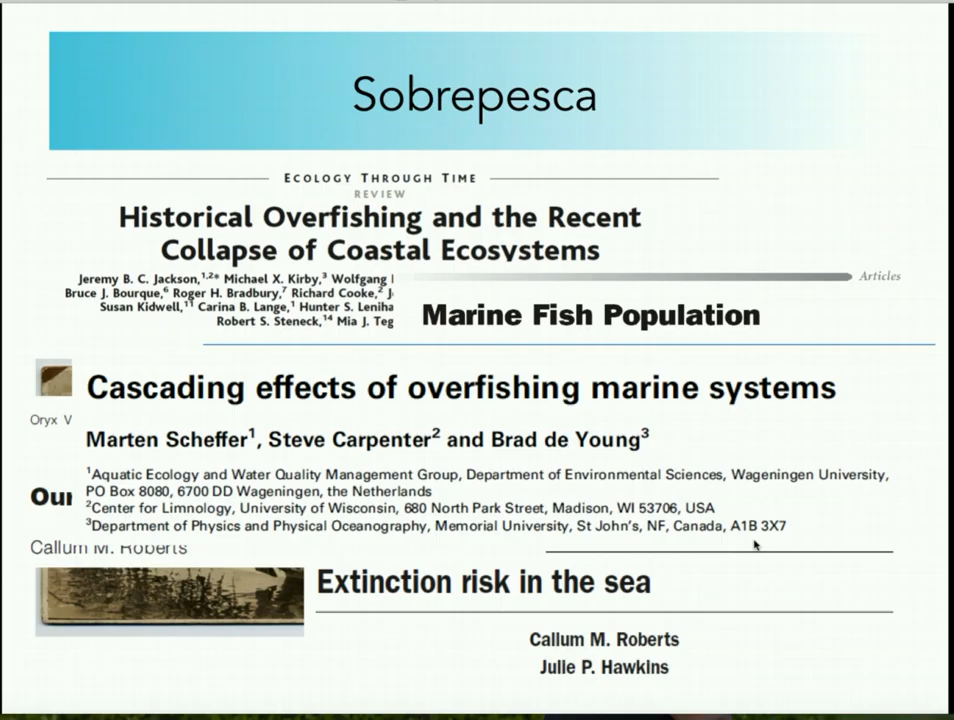 Sobrepesca
ECOLOGY THROUGH TIME
REVIEW
Historical Overfishing and the Recent
Collapse of Coastal Ecosystems
Jeremy B. C. Jackson,¹,²* Michael X. Kirby,³ Wolfgang
Bruce J. Bourque,⁶ Roger H. Bradbury,⁷ Richard Cooke,² J
Susan Kidwell,¹¹ Carina B. Lange,¹ Hunter S. Leniha
Robert S. Steneck,¹⁴ Mia J. Teg
Articles
Marine Fish Population
Cascading effects of overfishing marine systems
Oryx V
Marten Scheffer¹, Steve Carpenter² and Brad de Young³
¹Aquatic Ecology and Water Quality Management Group, Department of Environmental Sciences, Wageningen University,
PO Box 8080, 6700 DD Wageningen, the Netherlands
Our
²Center for Limnology, University of Wisconsin, 680 North Park Street, Madison, WI 53706, USA
³Department of Physics and Physical Oceanography, Memorial University, St John's, NF, Canada, A1B 3X7
Callum M. Roberts
Extinction risk in the sea
Callum M. Roberts
Julie P. Hawkins